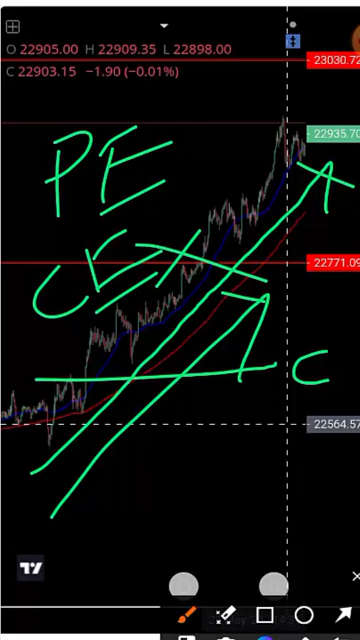 O 22905.00 H 22909.35 L 22898.00
C 22903.15 -1.90 (-0.01%)
23030.72
22935.70
PE
22771.09
CE
C
22564.57